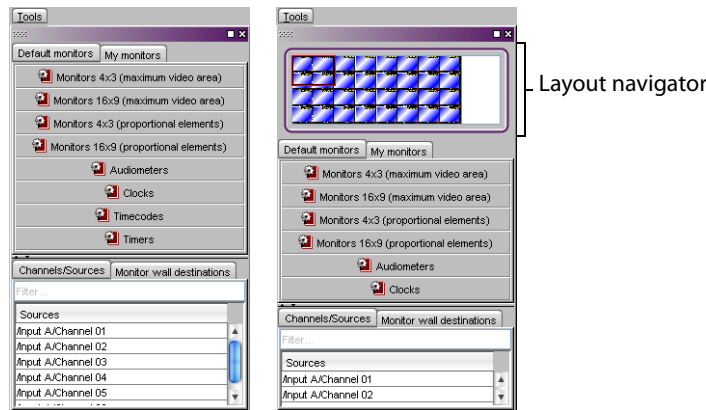 Tools
Default monitors My monitors
Monitors 4x3 (maximum video area)
Monitors 16x9 (maximum video area)
Monitors 4x3 (proportional elements)
Monitors 16x9 (proportional elements)
Audiometers
Clocks
Timecodes
Timers
Channels/Sources Monitor wall destinations
Filter...
Sources
/Input A/Channel 01
/Input A/Channel 02
/Input A/Channel 03
/Input A/Channel 04
/Input A/Channel 05
Tools
Layout navigator
Default monitors My monitors
Monitors 4x3 (maximum video area)
Monitors 16x9 (maximum video area)
Monitors 4x3 (proportional elements)
Monitors 16x9 (proportional elements)
Audiometers
Clocks
Channels/Sources Monitor wall destinations
Filter...
Sources
/Input A/Channel 01
/Input A/Channel 02